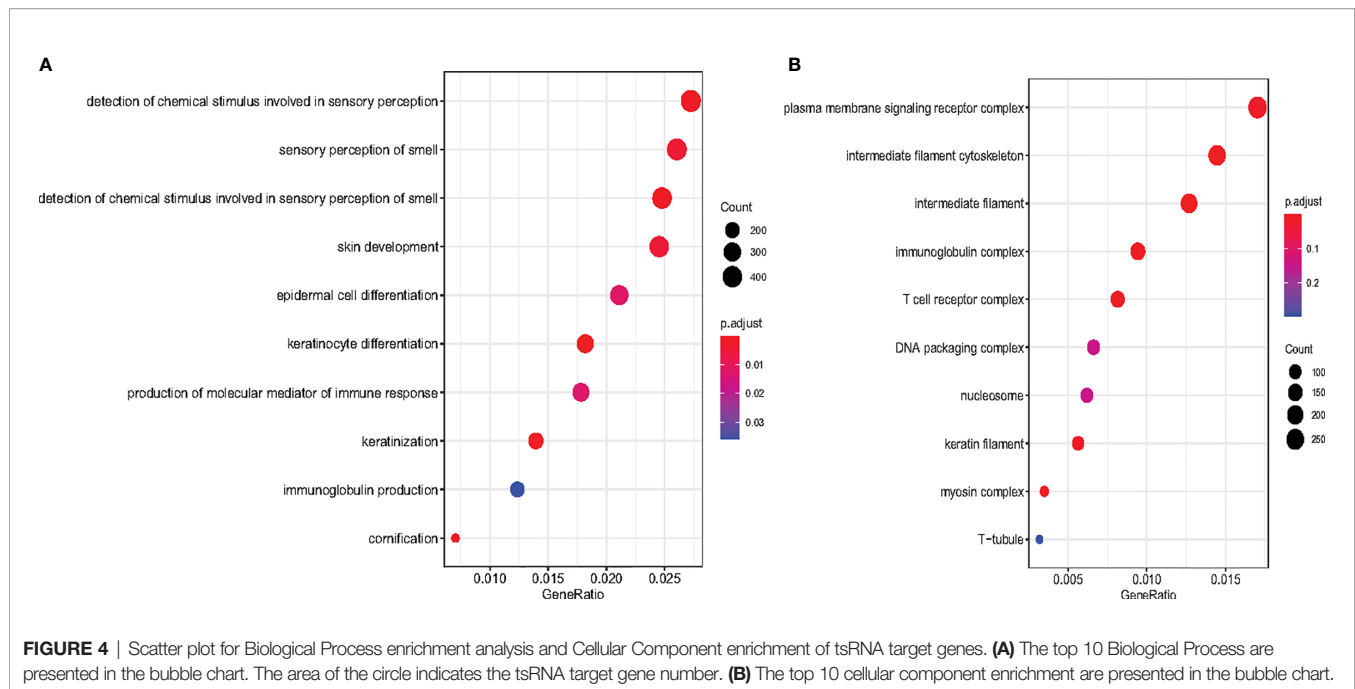 A
detection of chemical stimulus involved in sensory perception
sensory perception of smell
detection of chemical stimulus involved in sensory perception of smell
skin development
epidermal cell differentiation
keratinocyte differentiation
production of molecular mediator of immune response
keratinization
immunoglobulin production
cornification
0.010 0.015 0.020 0.025
GeneRatio
Count
200
300
400
p.adjust
0.01
0.02
0.03
B
plasma membrane signaling receptor complex
intermediate filament cytoskeleton
intermediate filament
immunoglobulin complex
T cell receptor complex
DNA packaging complex
nucleosome
keratin filament
myosin complex
T-tubule
0.005 0.010 0.015
GeneRatio
p.adjust
0.1
0.2
Count
100
150
200
250
FIGURE 4 | Scatter plot for Biological Process enrichment analysis and Cellular Component enrichment of tsRNA target genes. (A) The top 10 Biological Process are
presented in the bubble chart. The area of the circle indicates the tsRNA target gene number. (B) The top 10 cellular component enrichment are presented in the bubble chart.